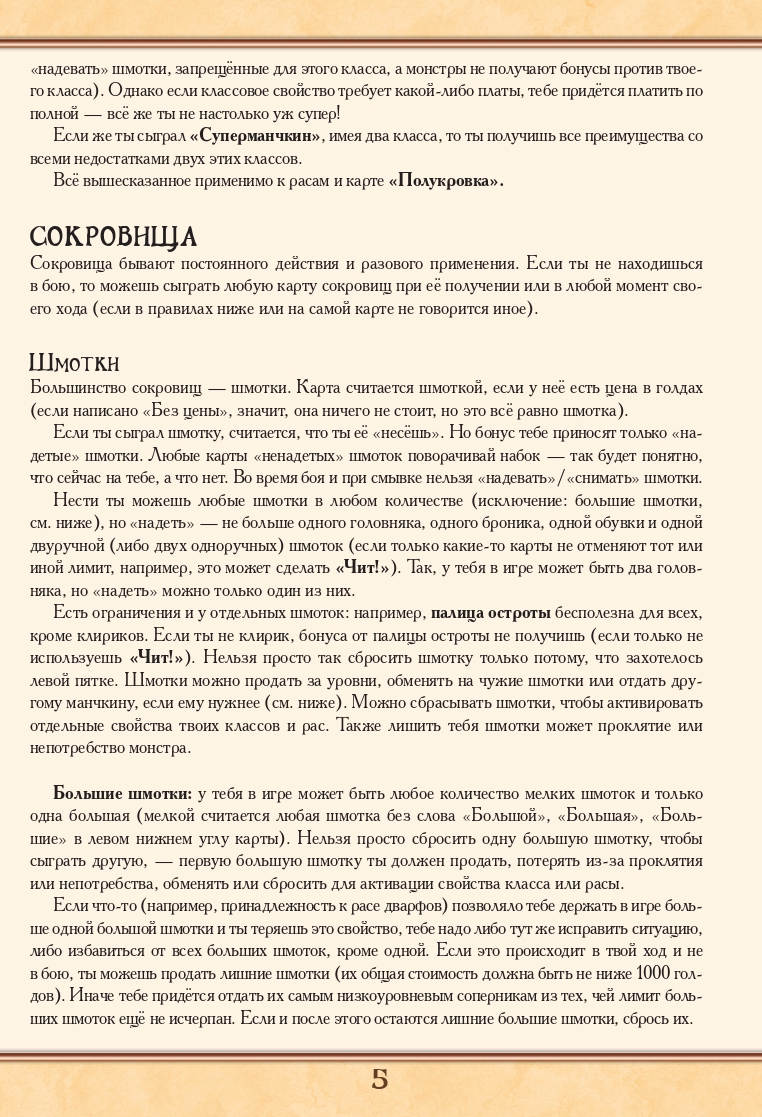 «надевать» шмотки, запрещённые для этого класса, а монстры не получают бонусы против твое-
го класса). Однако если классовое свойство требует какой-либо платы, тебе придётся платить по
полной — всё же ты не настолько уж супер!
Если же ты сыграл «Суперманчкин», имея два класса, то ты получишь все преимущества со
всеми недостатками двух этих классов.
Всё вышесказанное применимо к расам и карте «Полукровка».
СОКРОВИЩА
Сокровища бывают постоянного действия и разового применения. Если ты не находишься
в бою, то можешь сыграть любую карту сокровищ при её получении или в любой момент сво-
его хода (если в правилах ниже или на самой карте не говорится иное).
Шмотки
Большинство сокровищ — шмотки. Карта считается шмоткой, если у неё есть цена в голдах
(если написано «Без цены», значит, она ничего не стоит, но это всё равно шмотка).
Если ты сыграл шмотку, считается, что ты её «несёшь». Но бонус тебе приносят только «на-
детые» шмотки. Любые карты «ненадетых» шмоток поворачивай набок — так будет понятно,
что сейчас на тебе, а что нет. Во время боя и при смывке нельзя «надевать»/«снимать» шмотки.
Нести ты можешь любые шмотки в любом количестве (исключение: большие шмотки,
см. ниже), но «надеть» — не больше одного головняка, одного броника, одной обувки и одной
двуручной (либо двух одноручных) шмоток (если только какие-то карты не отменяют тот или
иной лимит, например, это может сделать «Чит!»). Так, у тебя в игре может быть два голов-
няка, но «надеть» можно только один из них.
Есть ограничения и у отдельных шмоток: например, палица остроты бесполезна для всех,
кроме клириков. Если ты не клирик, бонуса от палицы остроты не получишь (если только не
используешь «Чит!»). Нельзя просто так сбросить шмотку только потому, что захотелось
левой пятке. Шмотки можно продать за уровни, обменять на чужие шмотки или отдать дру-
гому манчкину, если ему нужнее (см. ниже). Можно сбрасывать шмотки, чтобы активировать
отдельные свойства твоих классов и рас. Также лишить тебя шмотки может проклятие или
непотребство монстра.
Большие шмотки: у тебя в игре может быть любое количество мелких шмоток и только
одна большая (мелкой считается любая шмотка без слова «Большой», «Большая», «Боль-
шие» в левом нижнем углу карты). Нельзя просто сбросить одну большую шмотку, чтобы
сыграть другую, — первую большую шмотку ты должен продать, потерять из-за проклятия
или непотребства, обменять или сбросить для активации свойства класса или расы.
Если что-то (например, принадлежность к расе дварфов) позволяло тебе держать в игре боль-
ше одной большой шмотки и ты теряешь это свойство, тебе надо либо тут же исправить ситуацию,
либо избавиться от всех больших шмоток, кроме одной. Если это происходит в твой ход и не
в бою, ты можешь продать лишние шмотки (их общая стоимость должна быть не ниже 1000 гол-
дов). Иначе тебе придётся отдать их самым низкоуровневым соперникам из тех, чей лимит боль-
ших шмоток ещё не исчерпан. Если и после этого остаются лишние большие шмотки, сбрось их.
5